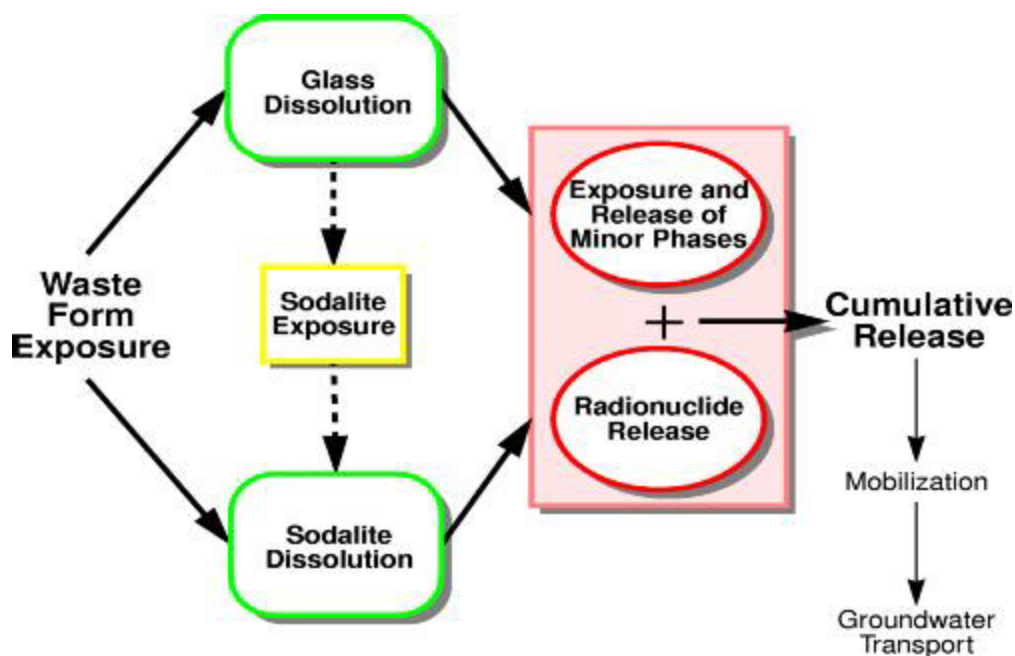 Glass
Dissolution
Waste
Form
Exposure
Sodalite
Exposure
Sodalite
Dissolution
Exposure and
Release of
Minor Phases
+
Radionuclide
Release
Cumulative
Release
Mobilization
Groundwater
Transport